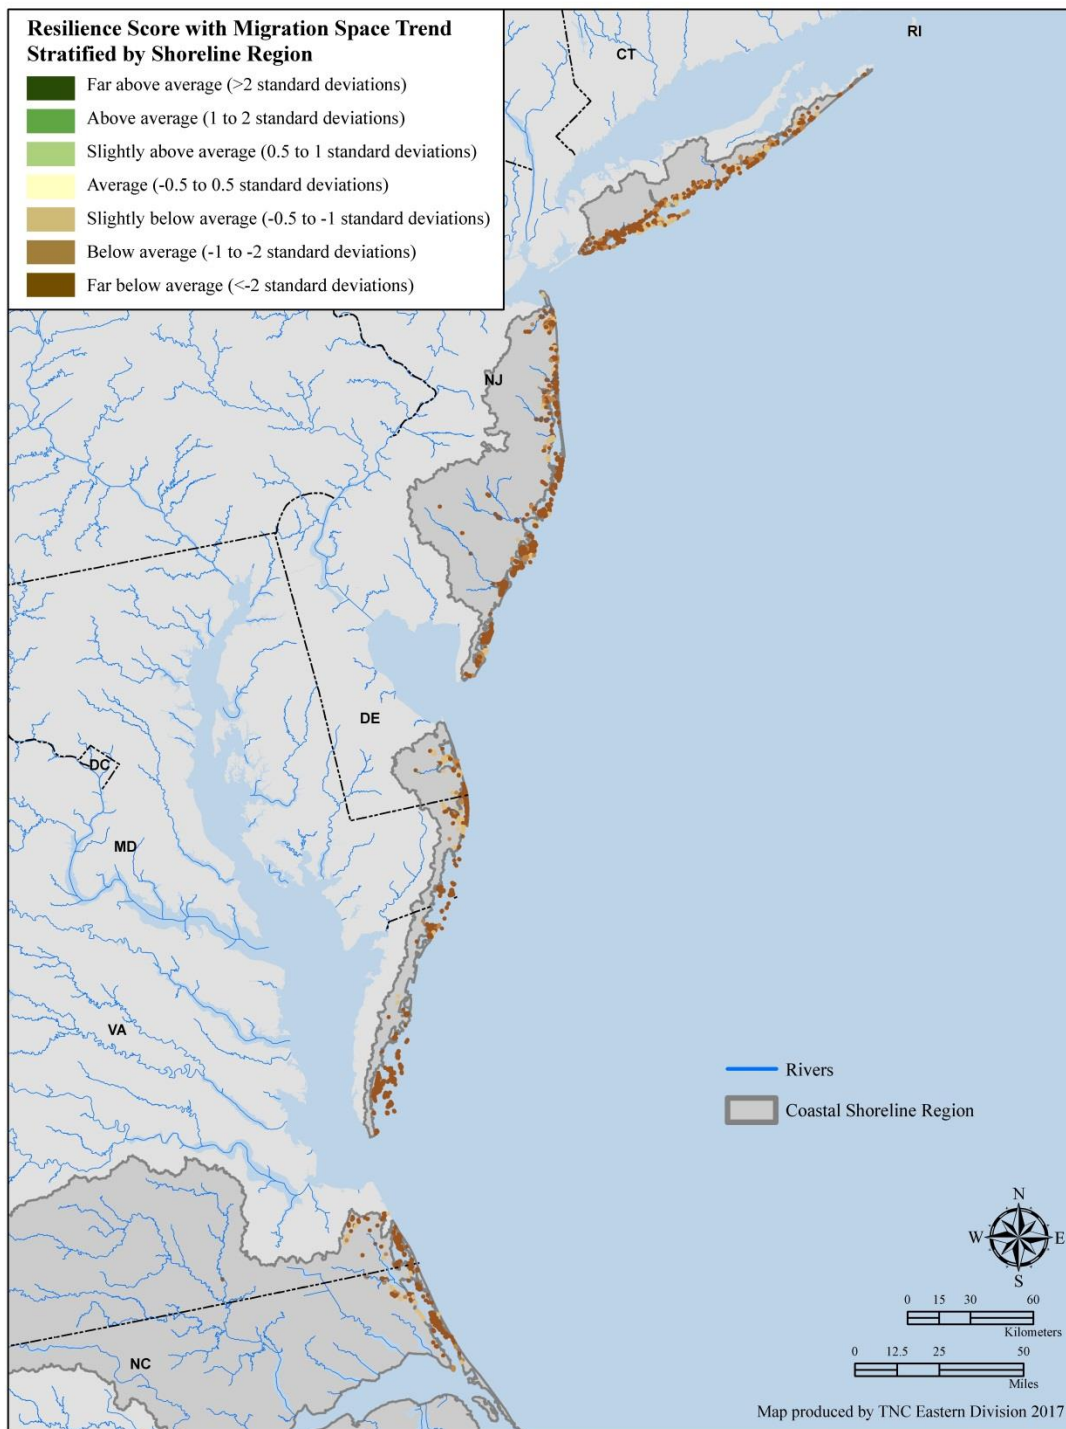 Resilience Score with Migration Space Trend
Stratified by Shoreline Region
Far above average (>2 standard deviations)
Above average (1 to 2 standard deviations)
Slightly above average (0.5 to 1 standard deviations)
Average (-0.5 to 0.5 standard deviations)
Slightly below average (-0.5 to -1 standard deviations)
Below average (-1 to -2 standard deviations)
Far below average (<-2 standard deviations)
RI
CT
NJ
DE
DC
MD
VA
NC
Rivers
Coastal Shoreline Region
N
W E
S
0 15 30 60
Kilometers
0 12.5 25 50
Miles
Map produced by TNC Eastern Division 2017